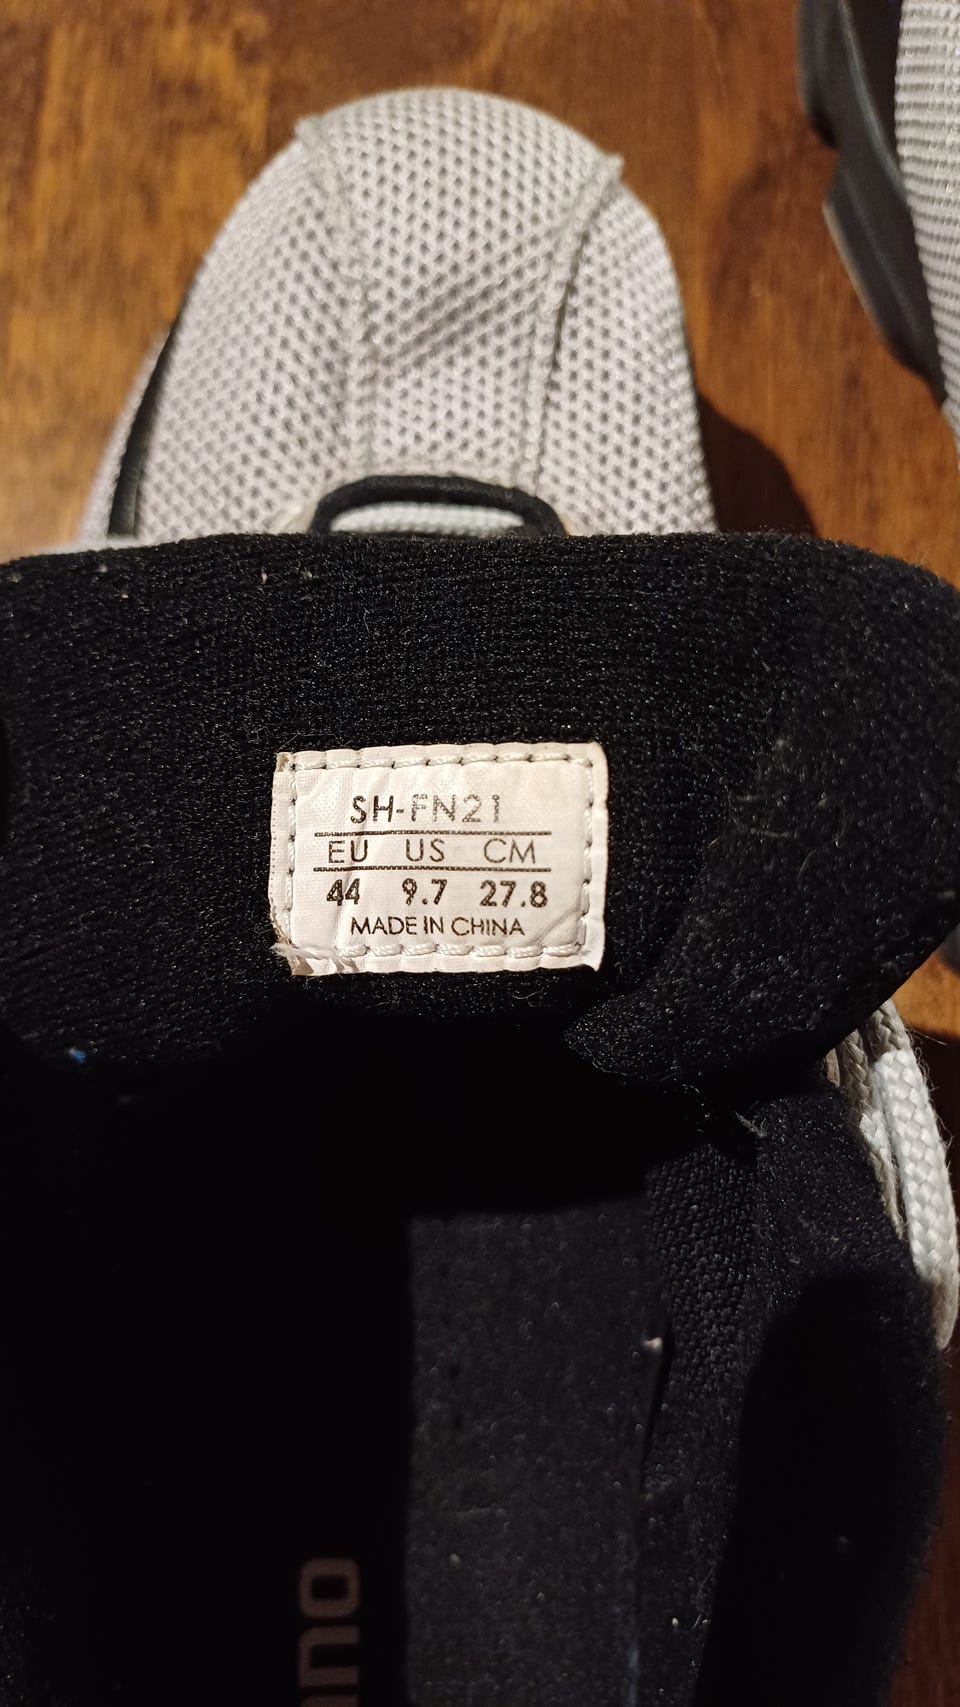 SH-FN21
EU US CM
44 9.7 27.8
MADE IN CHINA